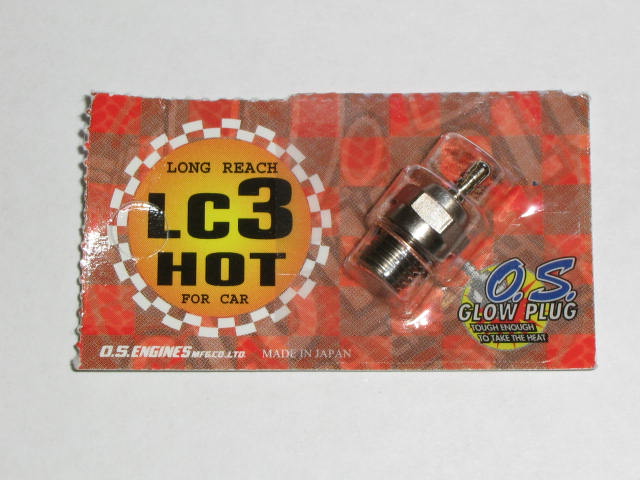 LONG REACH
LC3
HOT
FOR CAR
O.S. ENGINES MFG.CO.LTD.
MADE IN JAPAN
O.S.
GLOW PLUG
TOUGH ENOUGH
TO TAKE THE HEAT